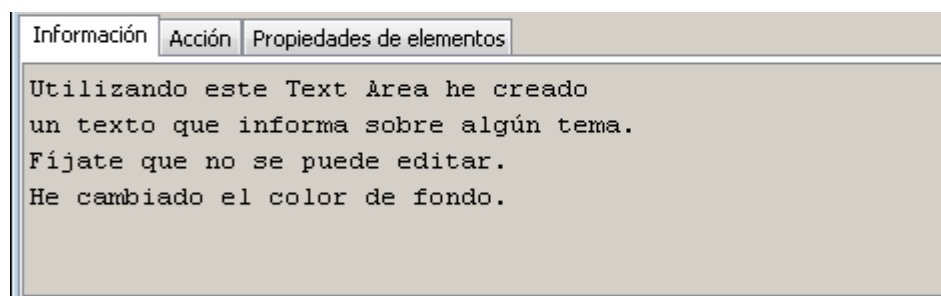 Información Acción Propiedades de elementos
Utilizando este Text Area he creado
un texto que informa sobre algún tema.
Fíjate que no se puede editar.
He cambiado el color de fondo.